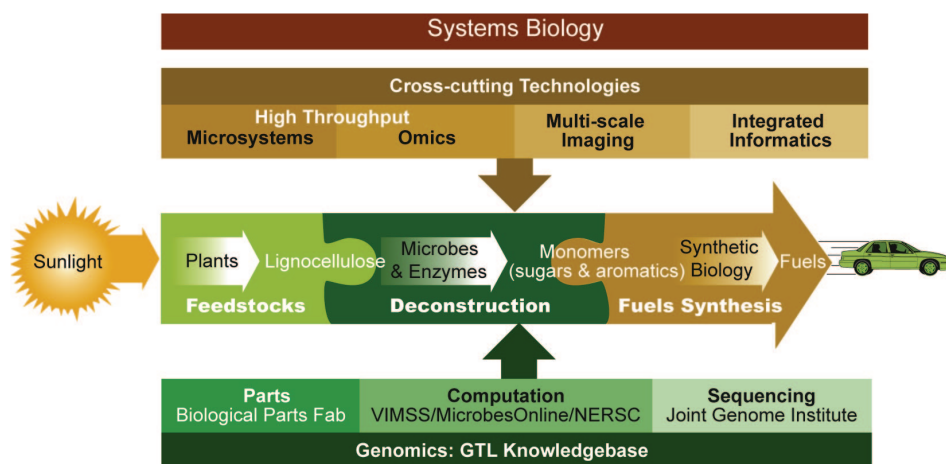 Systems Biology
Cross-cutting Technologies
High Throughput
Microsystems
Omics
Multi-scale
Imaging
Integrated
Informatics
Sunlight
Plants
Lignocellulose
Microbes
& Enzymes
Monomers
(sugars & aromatics)
Synthetic
Biology
Fuels
Feedstocks
Deconstruction
Fuels Synthesis
Parts
Biological Parts Fab
Computation
VIMSS/MicrobesOnline/NERSC
Sequencing
Joint Genome Institute
Genomics: GTL Knowledgebase